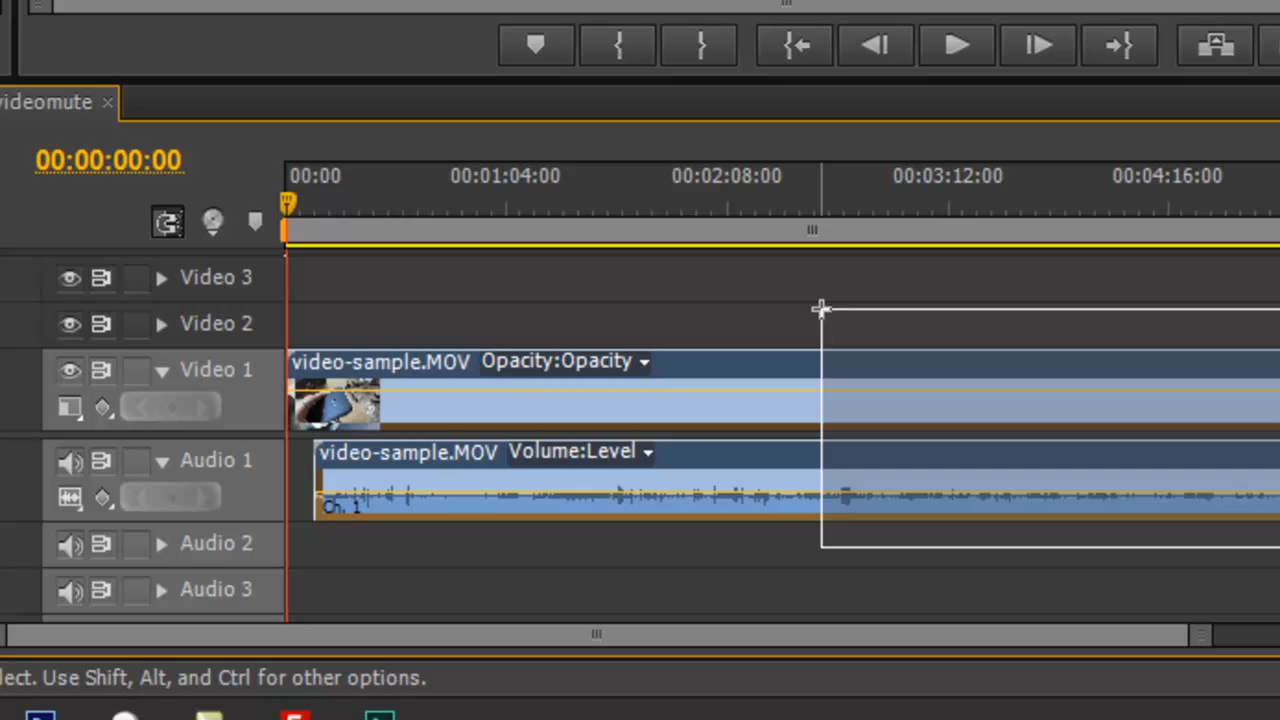 videomute ×
00:00:00:00
00:00 00:01:04:00 00:02:08:00 00:03:12:00 00:04:16:00
Video 3
Video 2
Video 1
video-sample.MOV Opacity:Opacity
Audio 1
video-sample.MOV Volume:Level
Ch. 1
Audio 2
Audio 3
lect. Use Shift, Alt, and Ctrl for other options.